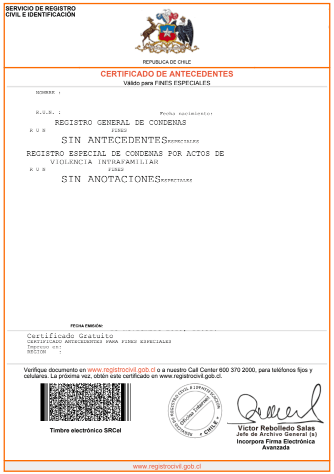 SERVICIO DE REGISTRO
CIVIL E IDENTIFICACIÓN
REPUBLICA DE CHILE
CERTIFICADO DE ANTECEDENTES
Válido para FINES ESPECIALES
NOMBRE :
R.U.N. :
Fecha nacimiento:
REGISTRO GENERAL DE CONDENAS
R U N FINES
SIN ANTECEDENTES ESPECIALES
REGISTRO ESPECIAL DE CONDENAS POR ACTOS DE
VIOLENCIA INTRAFAMILIAR
R U N FINES
SIN ANOTACIONES ESPECIALES
FECHA EMISIÓN:
Certificado Gratuito
CERTIFICADO ANTECEDENTES PARA FINES ESPECIALES
Impreso en:
REGION :
Verifique documento en www.registrocivil.gob.cl o a nuestro Call Center 600 370 2000, para teléfonos fijos y
celulares. La próxima vez, obtén este certificado en www.registrocivil.gob.cl.
Timbre electrónico SRCeI
REGISTRO CIVIL E IDENTIFICACION
CHILE
Victor Rebolledo Salas
Jefe de Archivo General (s)
Incorpora Firma Electrónica
Avanzada
www.registrocivil.gob.cl